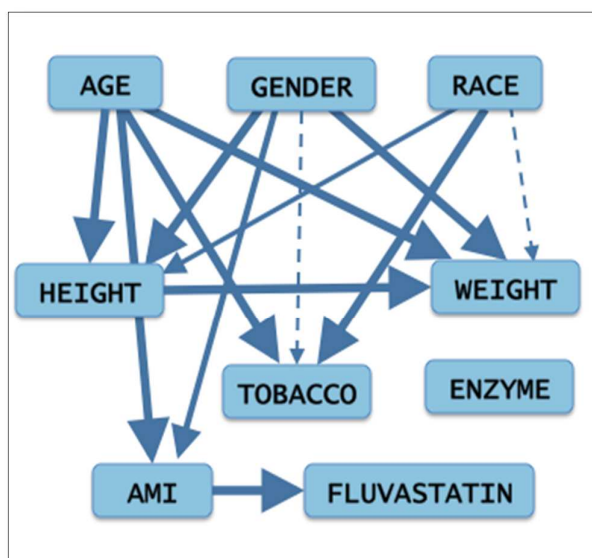 AGE
GENDER
RACE
HEIGHT
WEIGHT
TOBACCO
ENZYME
AMI
FLUVASTATIN